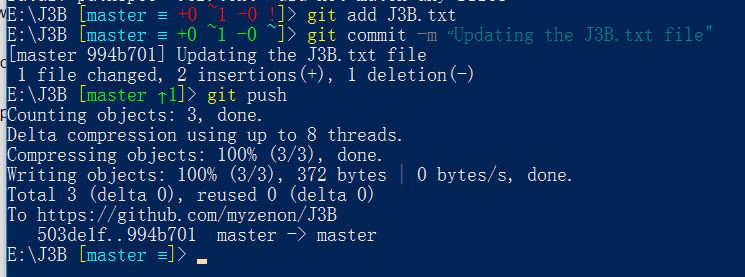 E:\J3B [master ≡ +0 ~1 -0 !]> git add J3B.txt
E:\J3B [master ≡ +0 ~1 -0 ~]> git commit -m “Updating the J3B.txt file"
[master 994b701] Updating the J3B.txt file
 1 file changed, 2 insertions(+), 1 deletion(-)
E:\J3B [master ↑1]> git push
Counting objects: 3, done.
Delta compression using up to 8 threads.
Compressing objects: 100% (3/3), done.
Writing objects: 100% (3/3), 372 bytes | 0 bytes/s, done.
Total 3 (delta 0), reused 0 (delta 0)
To https://github.com/myzenon/J3B
   503de1f..994b701  master -> master
E:\J3B [master ≡]>